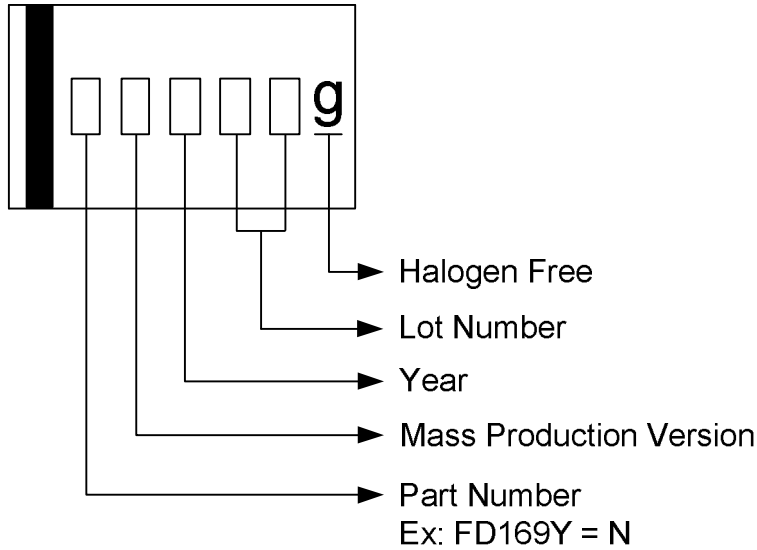 g
Halogen Free
Lot Number
Year
Mass Production Version
Part Number
Ex: FD169Y = N